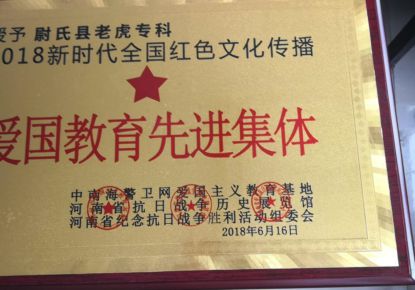 授予 尉氏县老虎专科
2018新时代全国红色文化传播
爱国教育先进集体
中南海警卫网爱国主义教育基地
河南省抗日战争历史展览馆
河南省纪念抗日战争胜利活动组委会
2018年6月16日